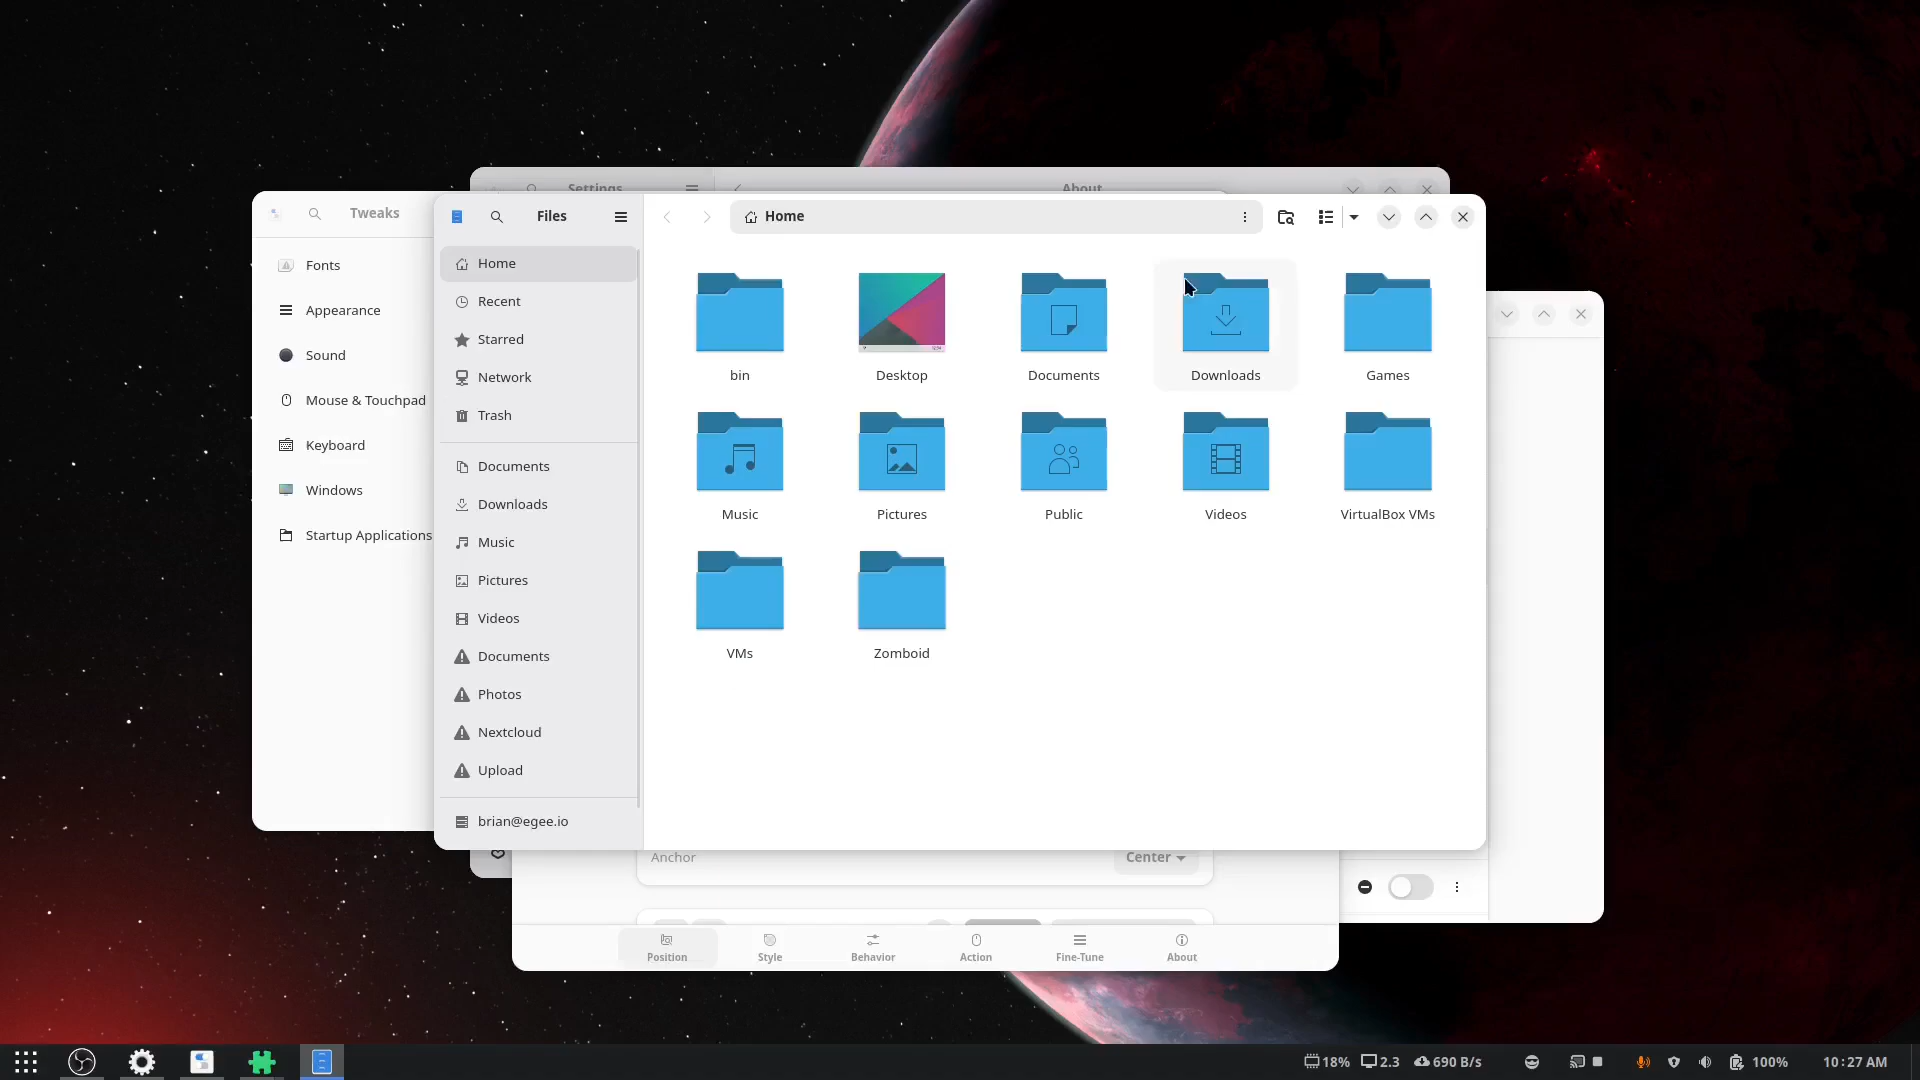 Settings
About
Tweaks
Fonts
Appearance
Sound
Mouse & Touchpad
Keyboard
Windows
Startup Applications
Files
Home
Home
Recent
Starred
Network
Trash
Documents
Downloads
Music
Pictures
Videos
Documents
Photos
Nextcloud
Upload
brian@egee.io
bin
Desktop
Documents
Downloads
Games
Music
Pictures
Public
Videos
VirtualBox VMs
VMs
Zomboid
Anchor
Center
Position
Style
Behavior
Action
Fine-Tune
About
18%
2.3
690 B/s
100%
10:27 AM